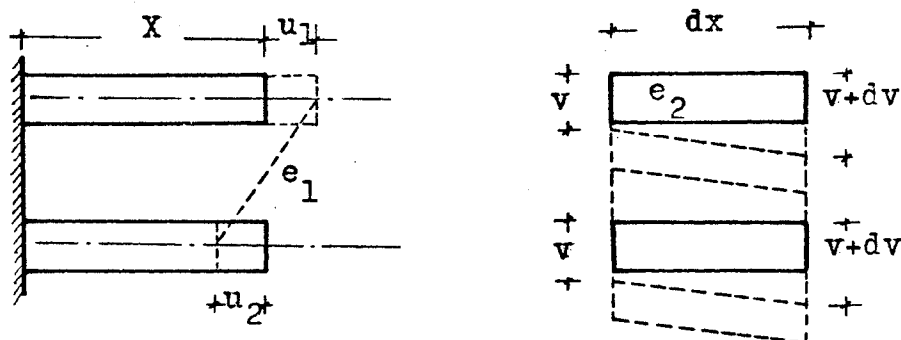 X u₁
e₁
u₂
dx
v e₂ v+dv
v v+dv